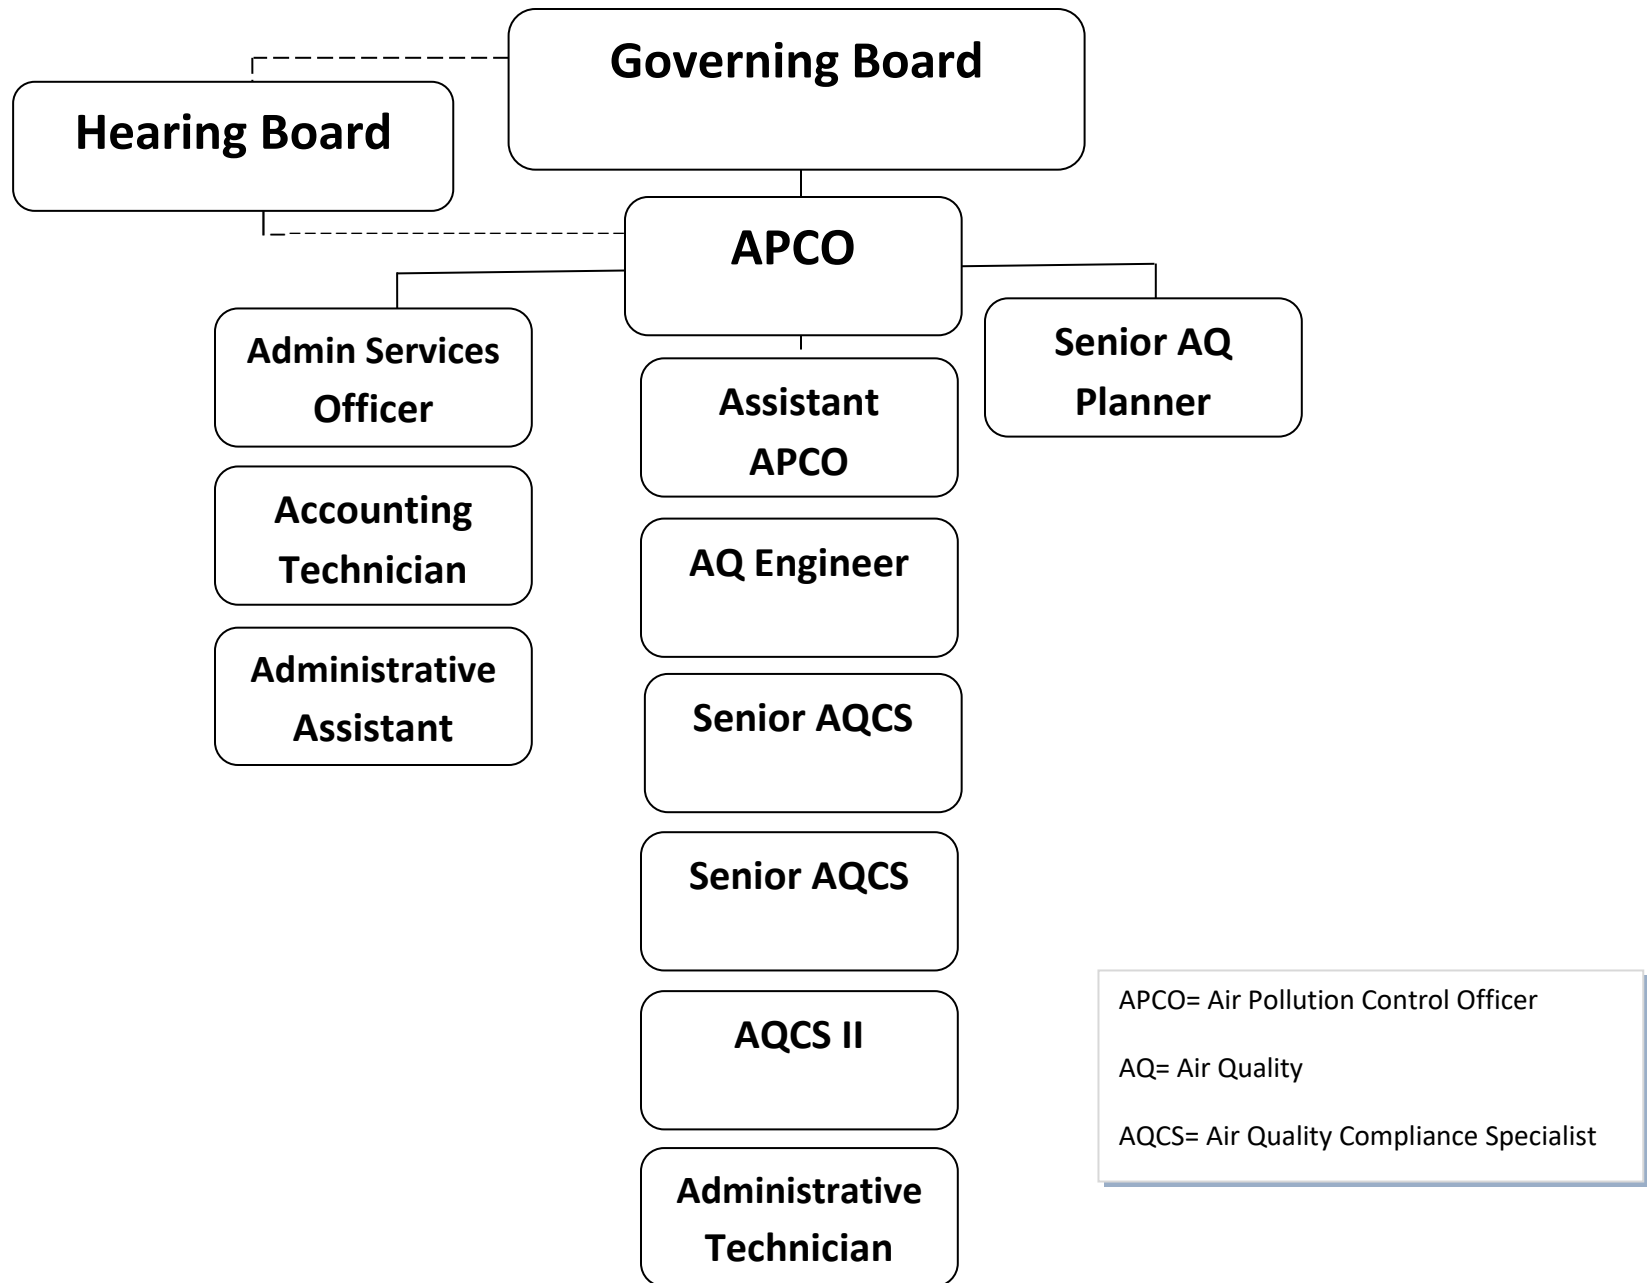 Governing Board
Hearing Board
APCO
Admin Services
Officer
Senior AQ
Planner
Assistant
APCO
Accounting
Technician
AQ Engineer
Administrative
Assistant
Senior AQCS
Senior AQCS
AQCS II
Administrative
Technician
APCO= Air Pollution Control Officer
AQ= Air Quality
AQCS= Air Quality Compliance Specialist